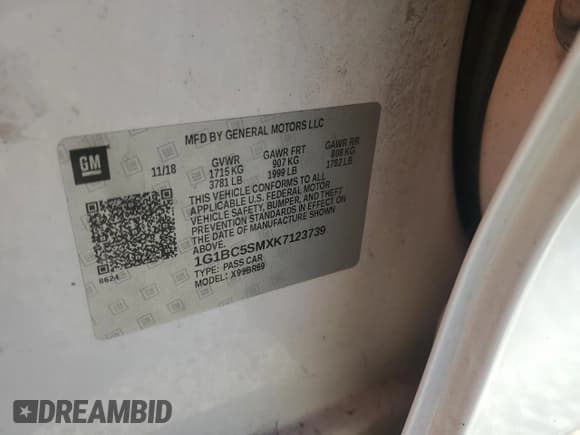 MFD BY GENERAL MOTORS LLC
GM
11/18
GVWR GAWR FRT GAWR RR
1715 KG 907 KG 808 KG
3781 LB 1999 LB 1782 LB
THIS VEHICLE CONFORMS TO ALL
APPLICABLE U.S. FEDERAL MOTOR
VEHICLE SAFETY, BUMPER, AND THEFT
PREVENTION STANDARDS IN EFFECT ON
THE DATE OF MANUFACTURE SHOWN
ABOVE.
1G1BC5SMXK7123739
TYPE: PASS CAR
MODEL:
8624
DREAMBID